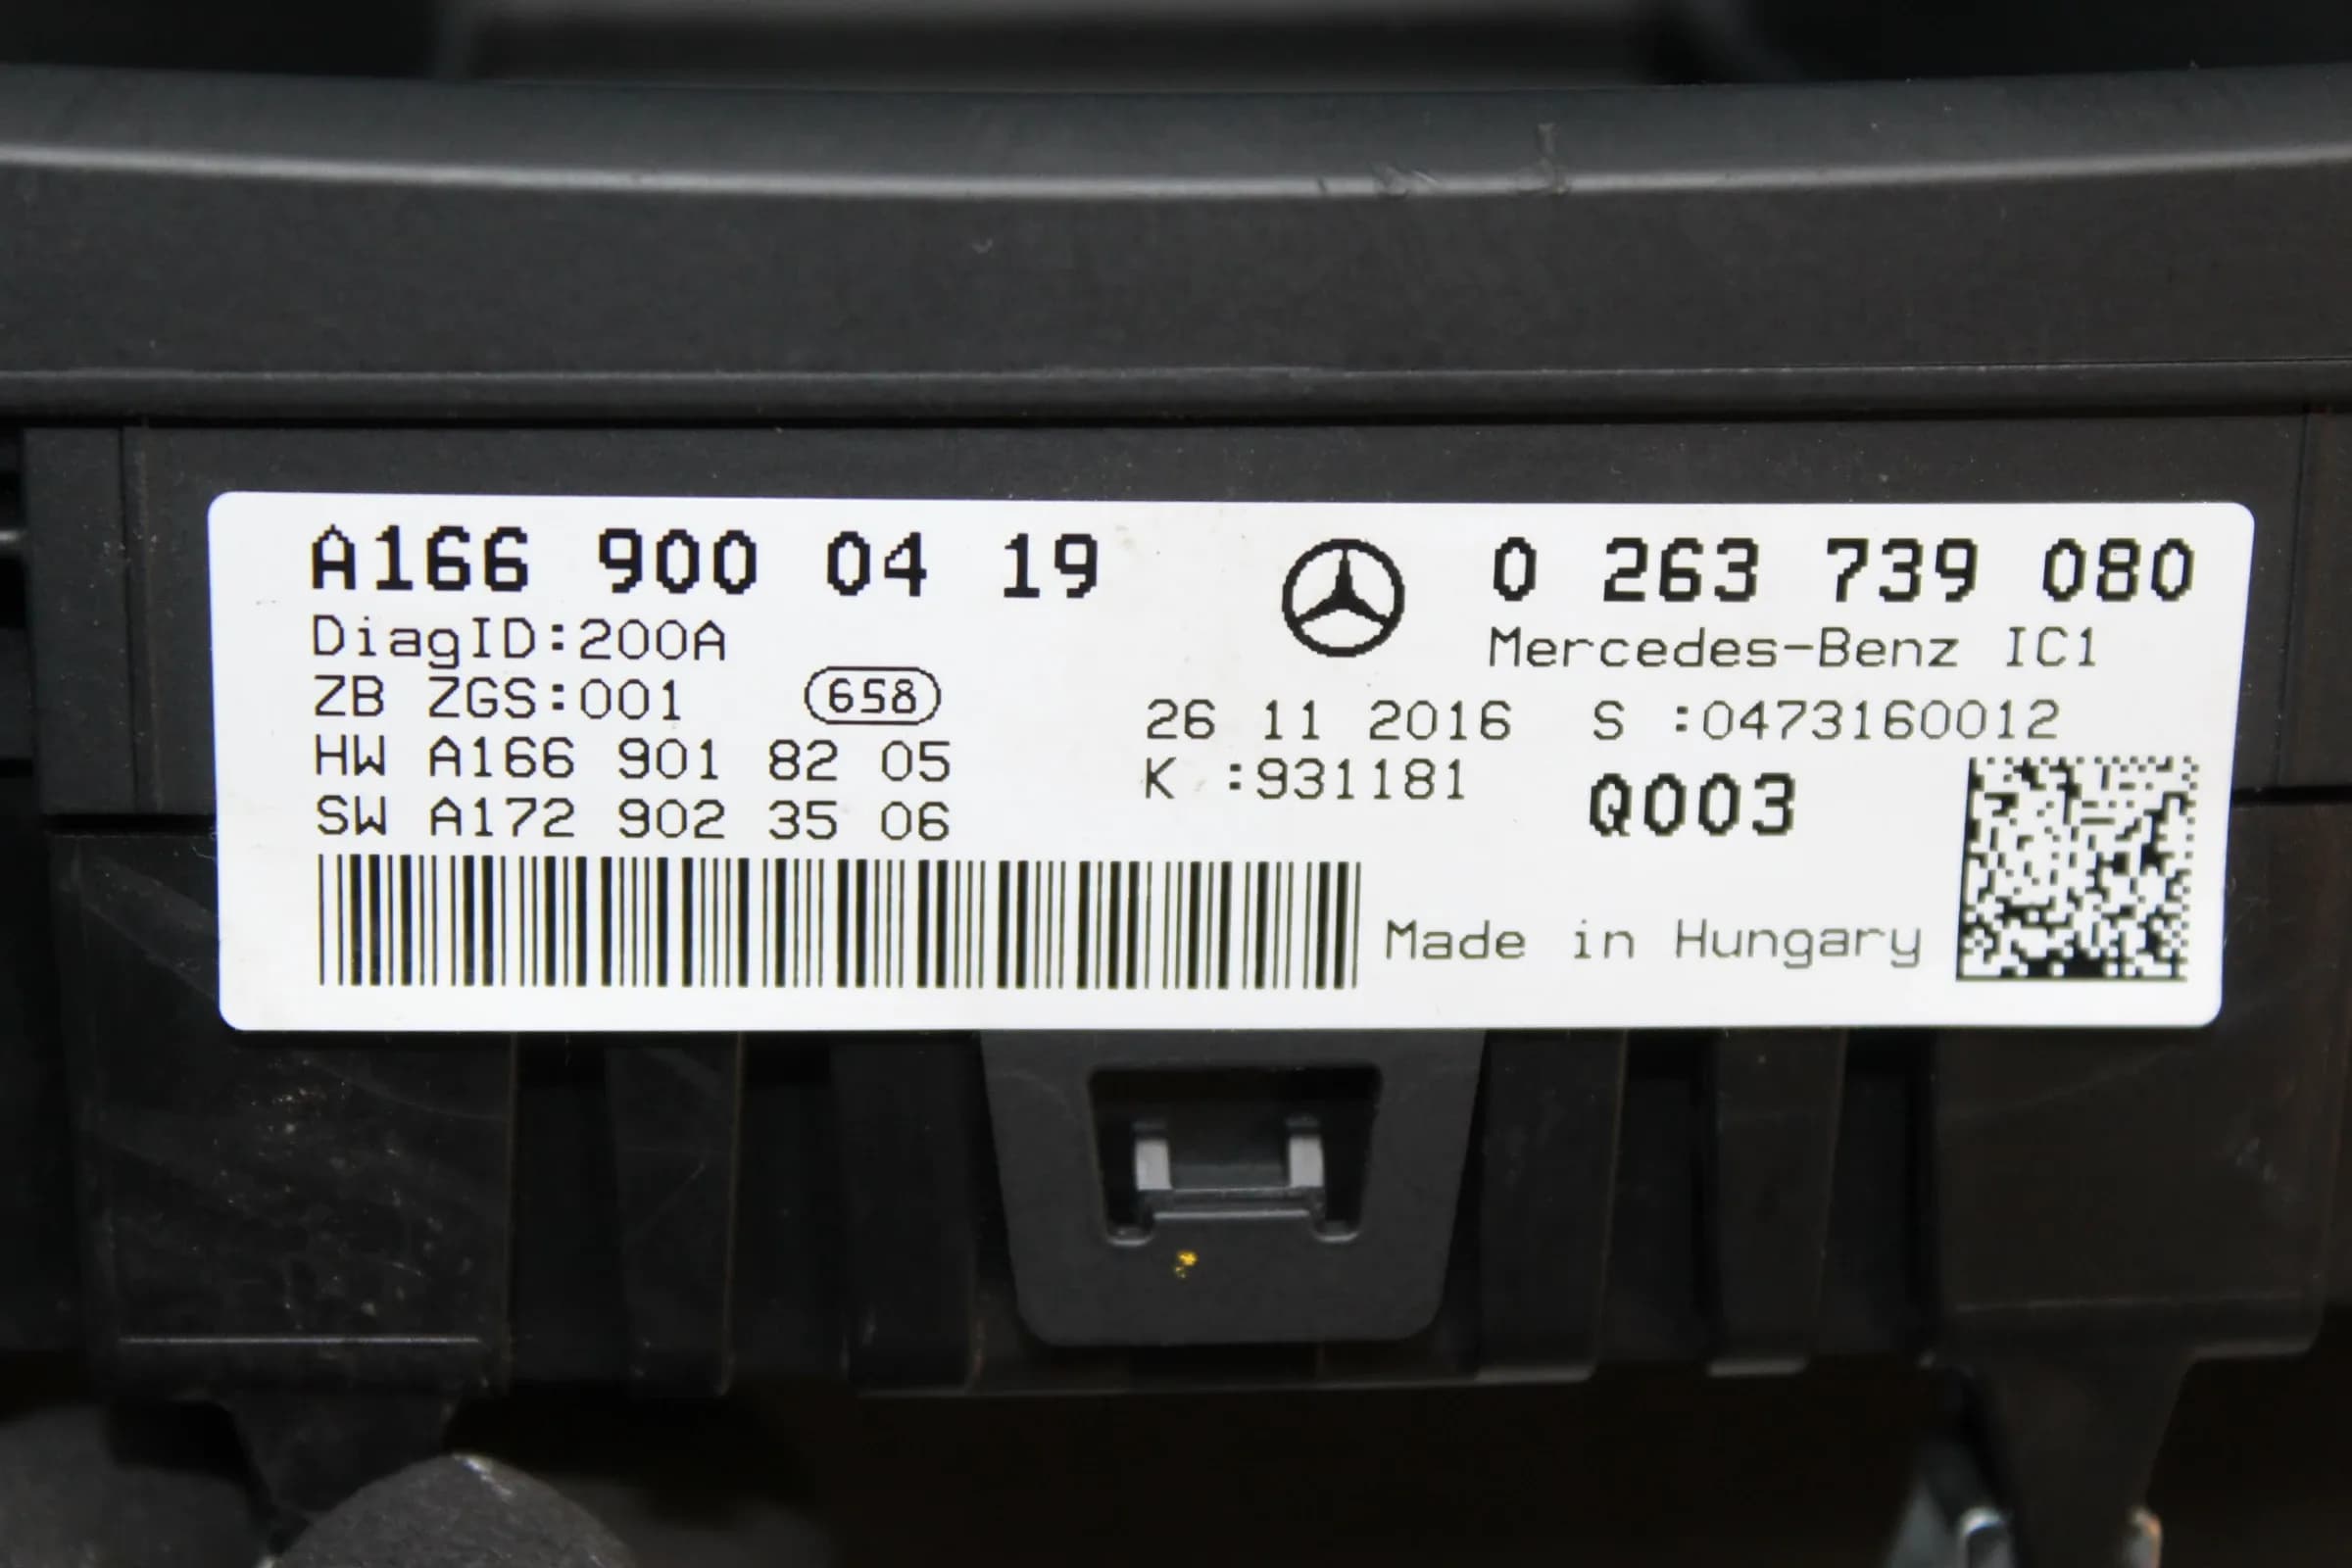 A166 900 04 19
DiagID:200A
ZB ZGS:001 658
HW A166 901 82 05
SW A172 902 35 06
0 263 739 080
Mercedes-Benz IC1
26 11 2016 S :0473160012
K :931181 Q003
Made in Hungary